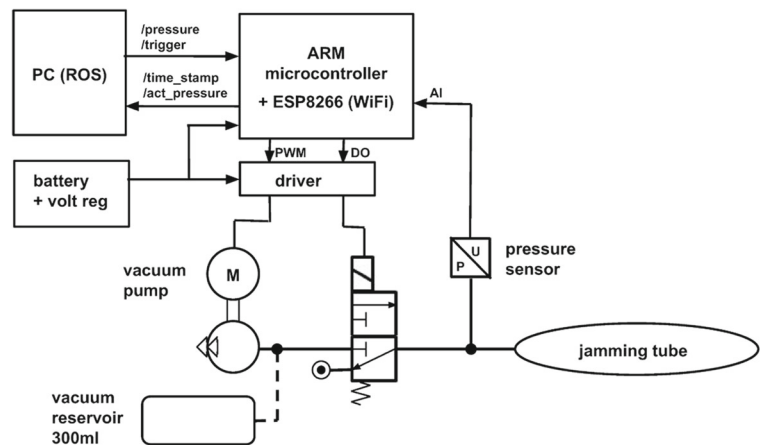 /pressure
/trigger
PC (ROS)
/time_stamp
/act_pressure
ARM
microcontroller
+ ESP8266 (WiFi)
AI
PWM
DO
battery
+ volt reg
driver
vacuum
pump
M
U
P
pressure
sensor
jamming tube
vacuum
reservoir
300ml